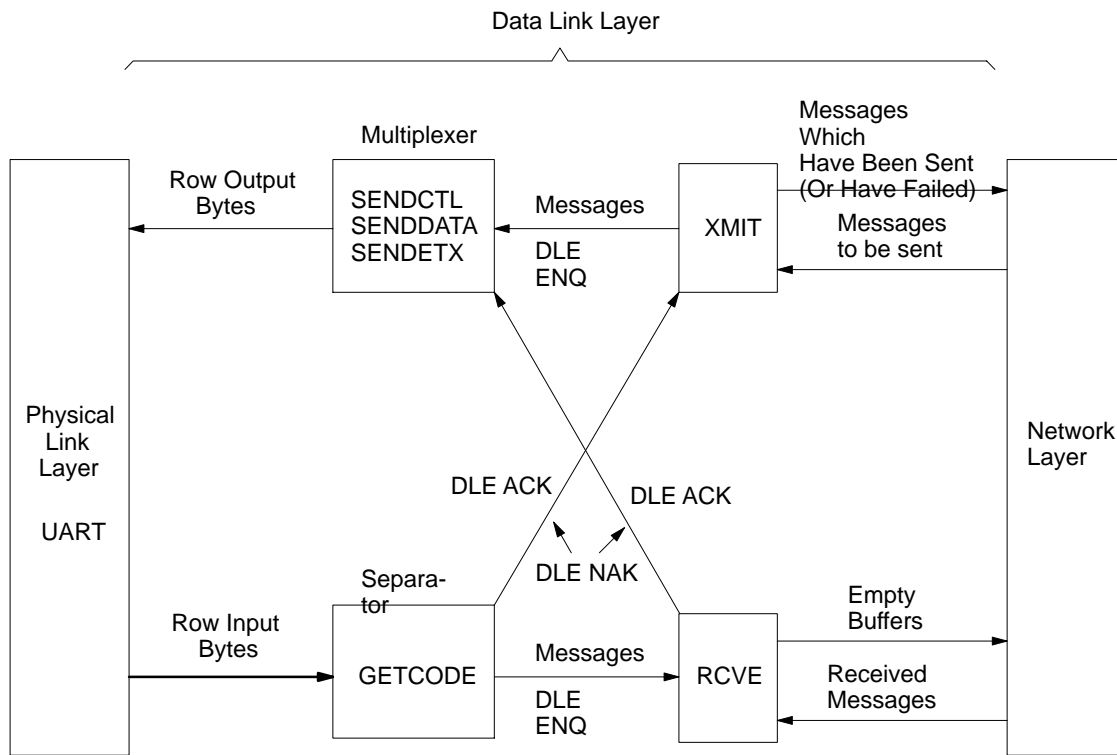 Data Link Layer
Multiplexer
Messages
Which
Have Been Sent
(Or Have Failed)
Row Output
Bytes
SENDCTL
SENDDATA
SENDETX
Messages
DLE
ENQ
XMIT
Messages
to be sent
Physical
Link
Layer
UART
Network
Layer
DLE ACK
DLE ACK
DLE NAK
Separa-
tor
Row Input
Bytes
GETCODE
Messages
DLE
ENQ
RCVE
Empty
Buffers
Received
Messages